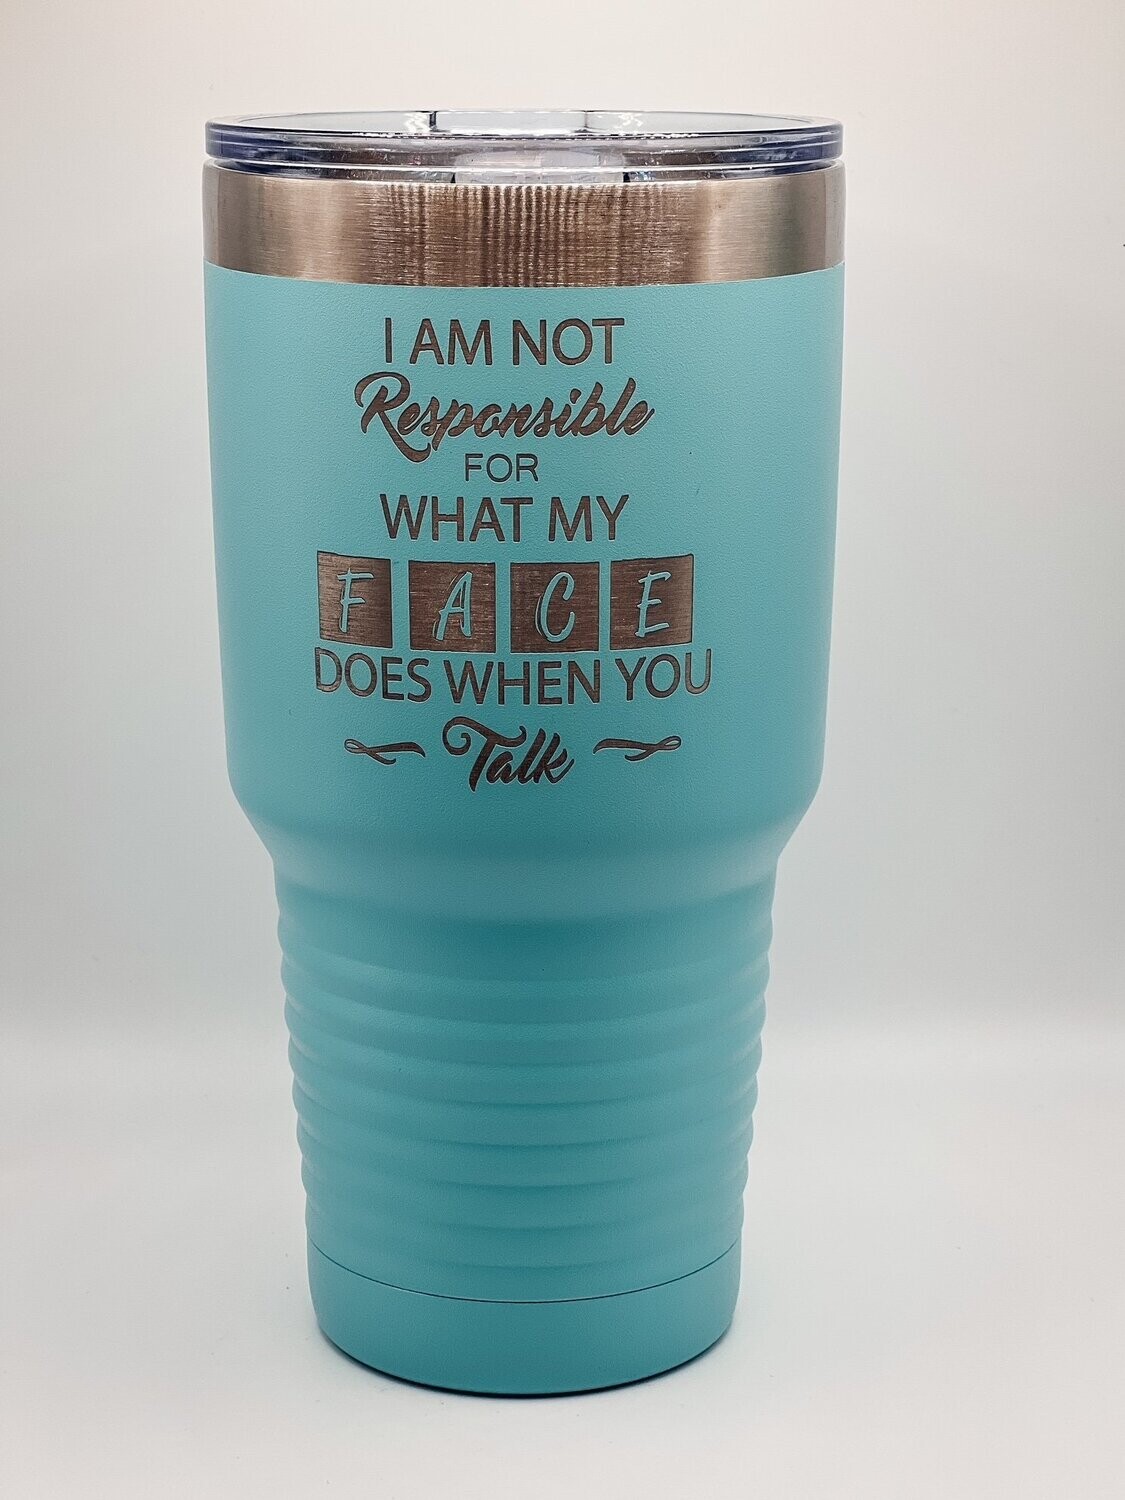 I AM NOT
Responsible
FOR
WHAT MY
FACE
DOES WHEN YOU
Talk